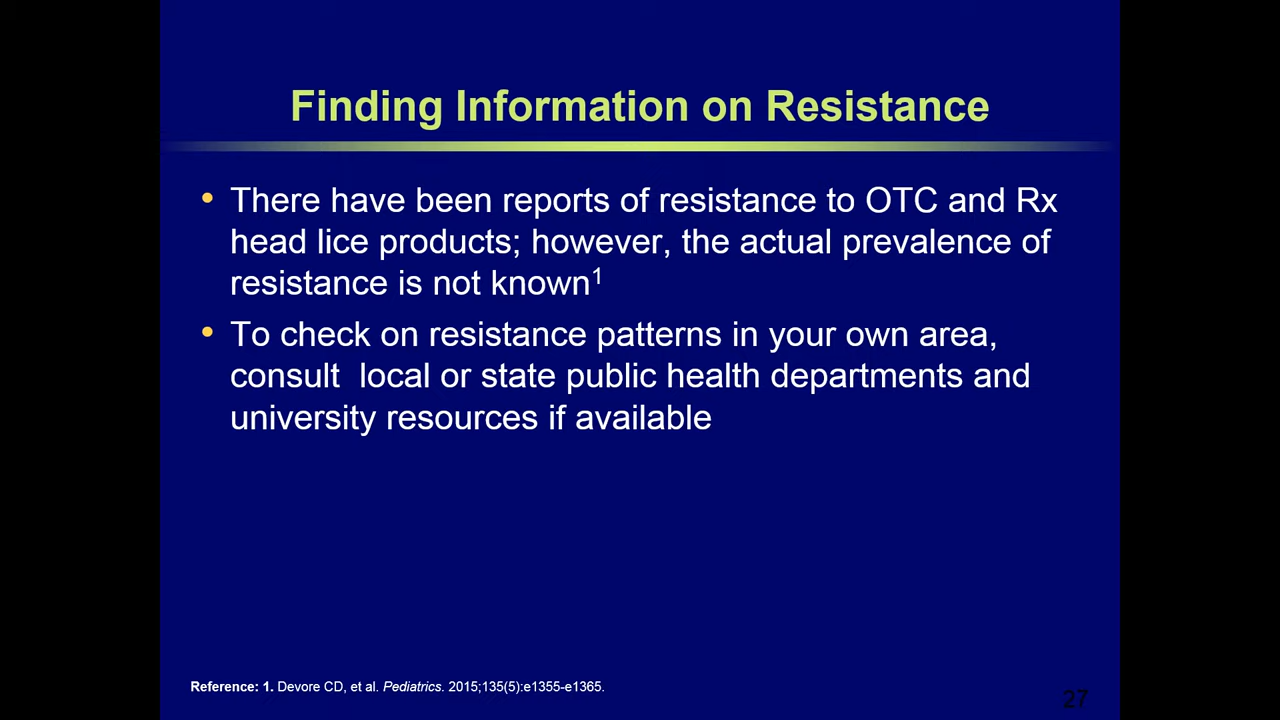 Finding Information on Resistance
• There have been reports of resistance to OTC and Rx
head lice products; however, the actual prevalence of
resistance is not known1
• To check on resistance patterns in your own area,
consult  local or state public health departments and
university resources if available
Reference: 1. Devore CD, et al. Pediatrics. 2015;135(5):e1355-e1365.
27